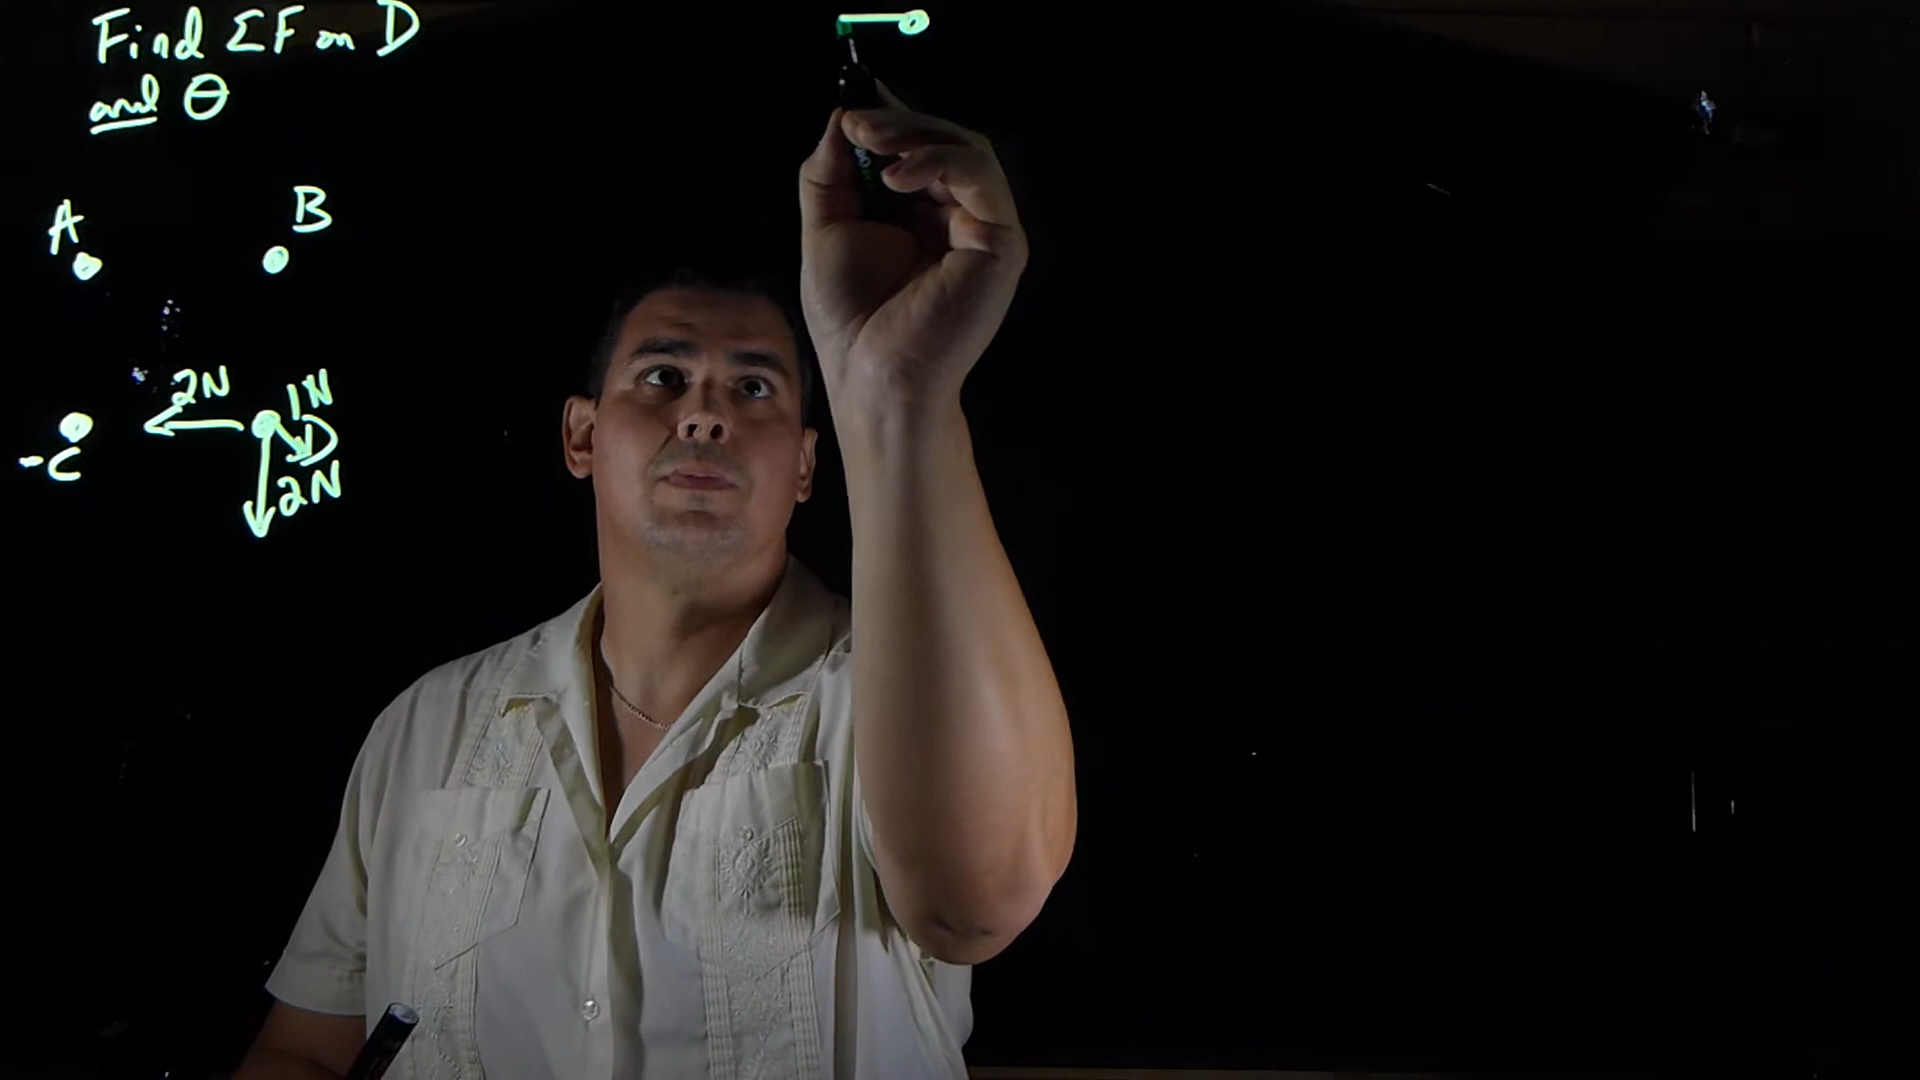 Find ΣF on D
and θ
A
B
2N
1N
D
-C
2N